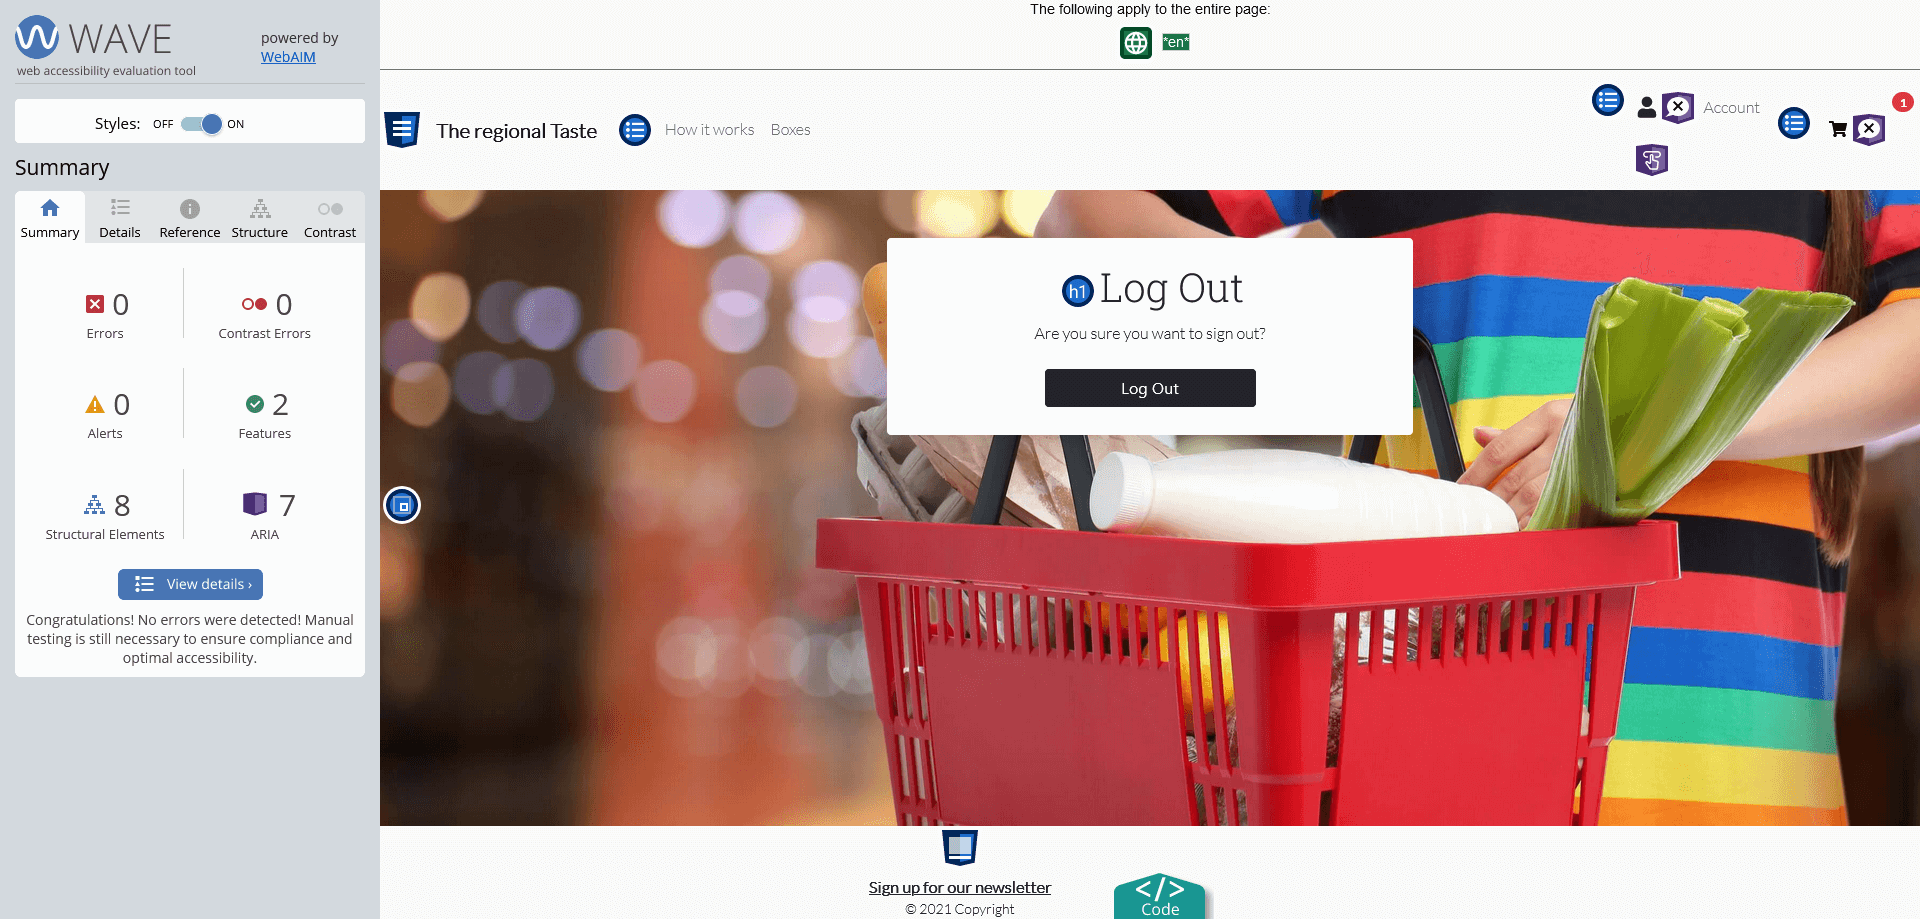 WAVE
powered by
WebAIM
web accessibility evaluation tool
Styles: OFF ON
Summary
Summary Details Reference Structure Contrast
0 Errors
0 Contrast Errors
0 Alerts
2 Features
8 Structural Elements
7 ARIA
View details ›
Congratulations! No errors were detected! Manual
testing is still necessary to ensure compliance and
optimal accessibility.
The following apply to the entire page:
*en*
The regional Taste
How it works Boxes
Account
1
h1 Log Out
Are you sure you want to sign out?
Log Out
Sign up for our newsletter
© 2021 Copyright
</>
Code